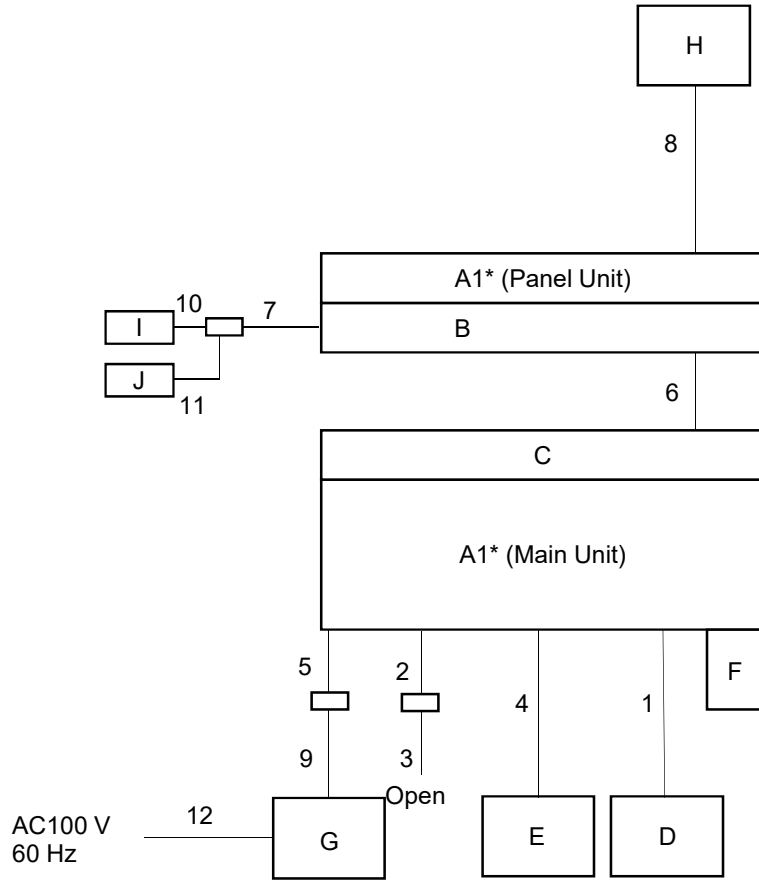 H
8
A1* (Panel Unit)
10
7
I
B
J
11
6
C
A1* (Main Unit)
5
2
4
1
F
9
3
Open
12
AC100 V
60 Hz
G
E
D